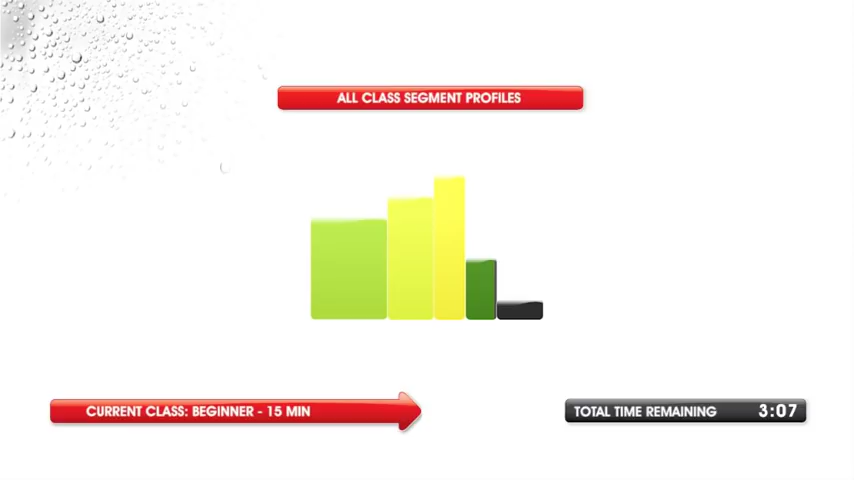 ALL CLASS SEGMENT PROFILES
CURRENT CLASS: BEGINNER - 15 MIN
TOTAL TIME REMAINING 3:07